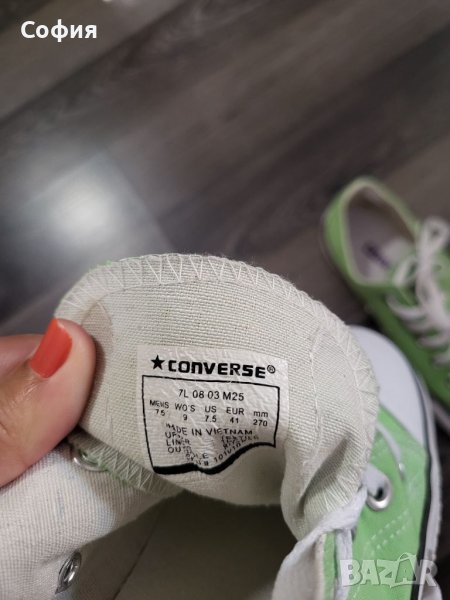 София
★CONVERSE®
7L 08 03 M25
MENS WO'S US EUR mm
7.5 9 7.5 41 270
MADE IN VIETNAM
BAZAR